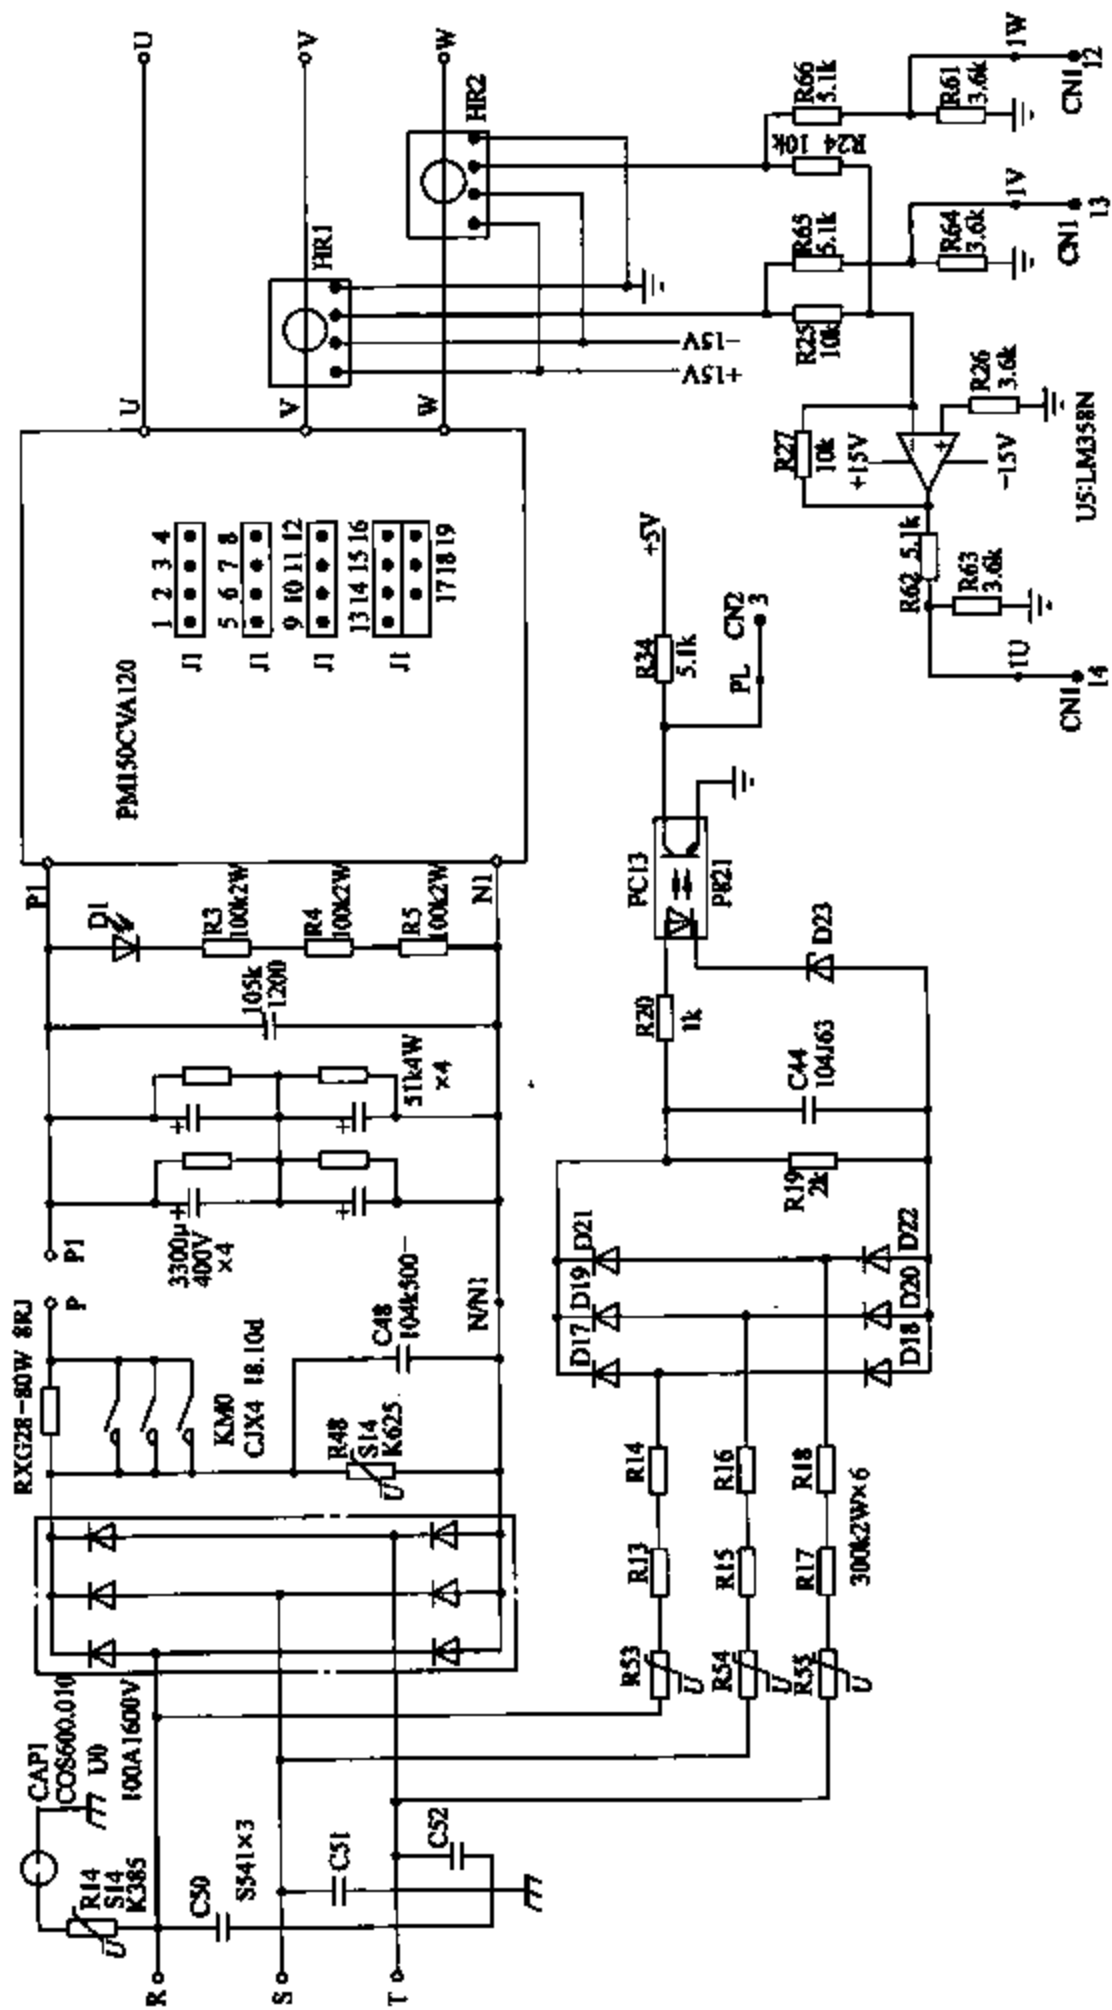 R
S
T
R14
S14
K385
U
CAP1
COS600.010
U0
100A1600V
C50
S541×3
C51
C52
RXG28-80W 8RJ
KM0
CJX4 18.10d
R48
S14
K625
U
C48
104k500-
P
P1
N/N1
3300μ
400V
×4
+
+
+
+
51k4W
×4
105k
1200
D1
R3
100k2W
R4
100k2W
R5
100k2W
P1
N1
PM150CVA120
1 2 3 4
J1
5 6 7 8
J1
9 10 11 12
J1
13 14 15 16
J1
17 18 19
U
V
W
U
V
W
HR1
HR2
+15V
-15V
R53
U
R13
R14
R54
U
R15
R16
R55
U
R17
R18
300k2W×6
D17
D19
D21
D18
D20
D22
R19
2k
C44
104J63
R20
1k
D23
PC13
P821
R34
5.1k
+5V
PL
CN2
3
R25
10k
R65
5.1k
R24 10k
R66
5.1k
R64
3.6k
R61
3.6k
1V
CN1
13
1W
CN1
12
R27
10k
+15V
-15V
+
R26
3.6k
U5:LM358N
R62 5.1k
R63
3.6k
1U
CN1
14